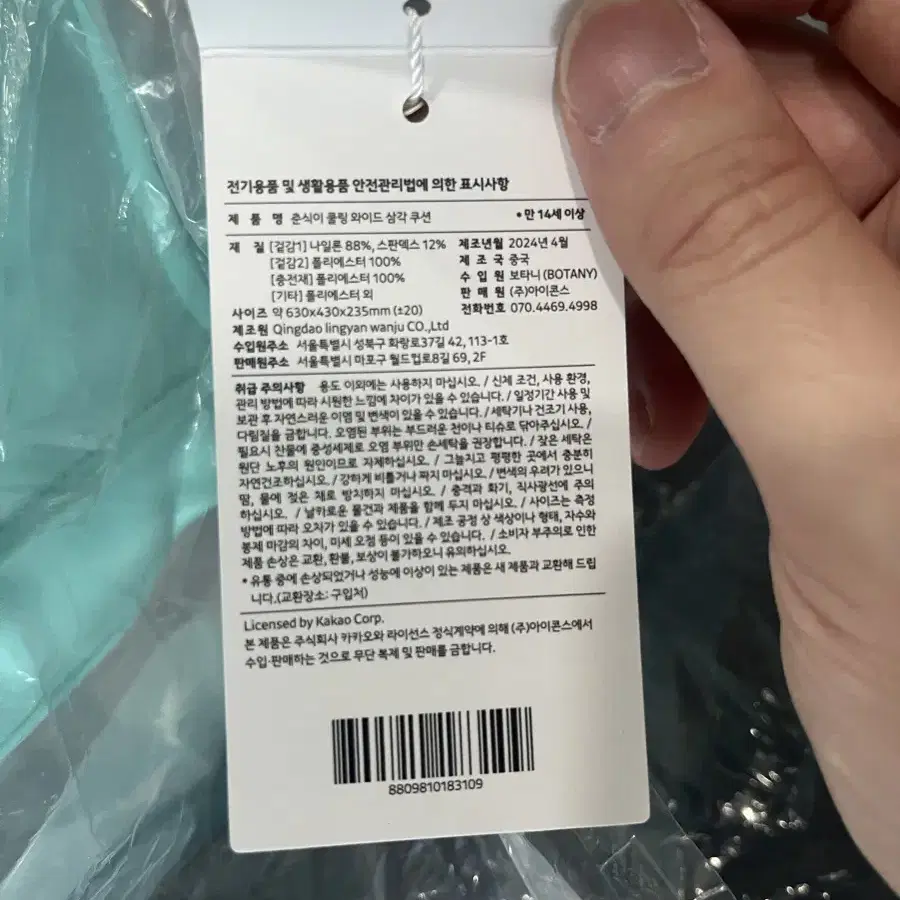 전기용품 및 생활용품 안전관리법에 의한 표시사항
제 품 명 춘식이 쿨링 와이드 삼각 쿠션 • 만 14세 이상
재 질 [겉감1] 나일론 88%, 스판덱스 12% 제조년월 2024년 4월
[겉감2] 폴리에스터 100% 제 조 국 중국
[충전재] 폴리에스터 100% 수 입 원 보타니 (BOTANY)
[기타] 폴리에스터 외 판 매 원 (주)아이콘스
사이즈 약 630x430x235mm (±20) 전화번호 070.4469.4998
제조원 Qingdao lingyan wanju CO.,Ltd
수입원주소 서울특별시 성북구 화랑로37길 42, 113-1호
판매원주소 서울특별시 마포구 월드컵로8길 69, 2F
취급 주의사항 용도 이외에는 사용하지 마십시오. / 신체 조건, 사용 환경,
관리 방법에 따라 시원한 느낌에 차이가 있을 수 있습니다. / 일정기간 사용 및
보관 후 자연스러운 이염 및 변색이 있을 수 있습니다. / 세탁기나 건조기 사용,
다림질을 금합니다. 오염된 부위는 부드러운 천이나 티슈로 닦아주십시오. /
필요시 찬물에 중성세제로 오염 부위만 손세탁을 권장합니다. / 잦은 세탁은
원단 노후의 원인이므로 자제하십시오. / 그늘지고 평평한 곳에서 충분히
자연건조하십시오. / 강하게 비틀거나 짜지 마십시오. / 변색의 우려가 있으니
땀, 물에 젖은 채로 방치하지 마십시오. / 충격과 화기, 직사광선에 주의
하십시오. / 날카로운 물건과 제품을 함께 두지 마십시오. / 사이즈는 측정
방법에 따라 오차가 있을 수 있습니다. / 제조 공정 상 색상이나 형태, 자수와
봉제 마감의 차이, 미세 오점 등이 있을 수 있습니다. / 소비자 부주의로 인한
제품 손상은 교환, 환불, 보상이 불가하오니 유의하십시오.
• 유통 중에 손상되었거나 성능에 이상이 있는 제품은 새 제품과 교환해 드립
니다.(교환장소: 구입처)
Licensed by Kakao Corp.
본 제품은 주식회사 카카오와 라이선스 정식계약에 의해 (주)아이콘스에서
수입·판매하는 것으로 무단 복제 및 판매를 금합니다.
8809810183109